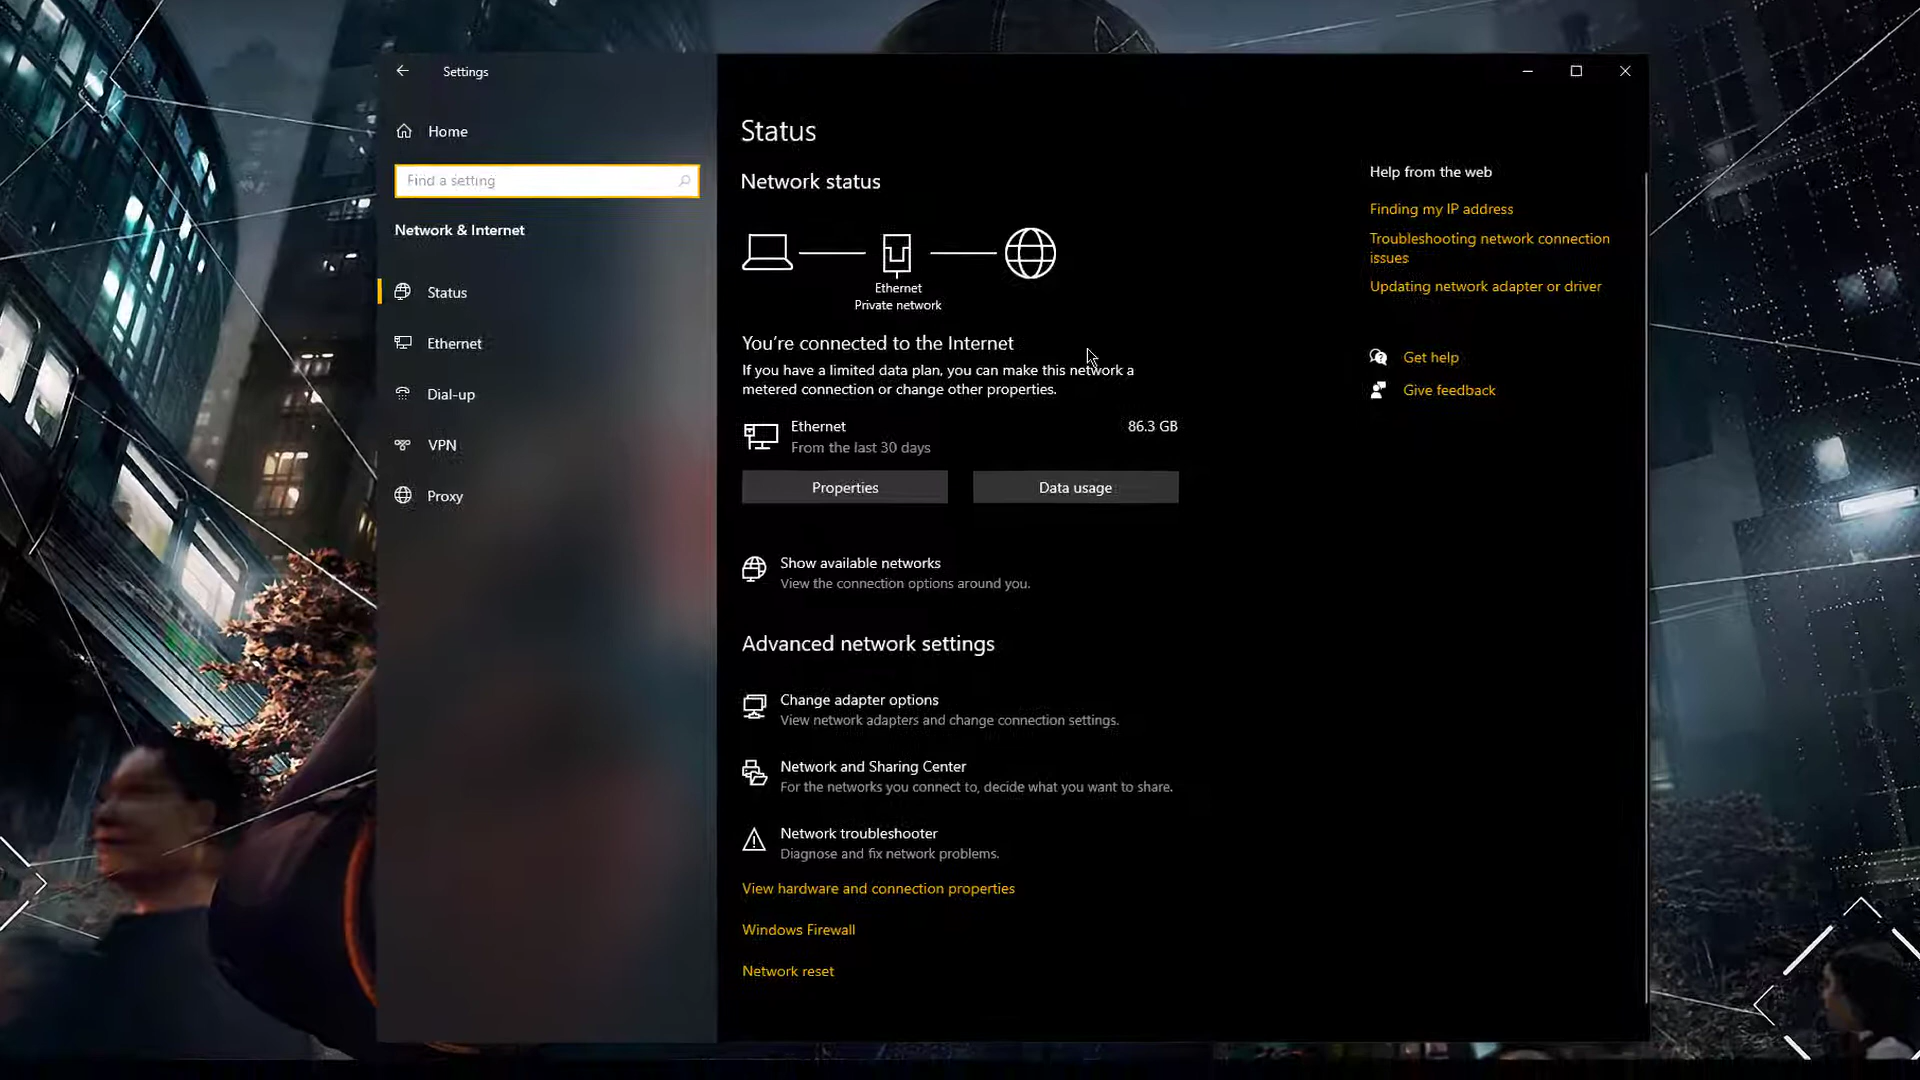 Settings
Home
Find a setting
Network & Internet
Status
Ethernet
Dial-up
VPN
Proxy
Status
Network status
Ethernet
Private network
You're connected to the Internet
If you have a limited data plan, you can make this network a
metered connection or change other properties.
Ethernet
86.3 GB
From the last 30 days
Properties
Data usage
Show available networks
View the connection options around you.
Advanced network settings
Change adapter options
View network adapters and change connection settings.
Network and Sharing Center
For the networks you connect to, decide what you want to share.
Network troubleshooter
Diagnose and fix network problems.
View hardware and connection properties
Windows Firewall
Network reset
Help from the web
Finding my IP address
Troubleshooting network connection
issues
Updating network adapter or driver
Get help
Give feedback